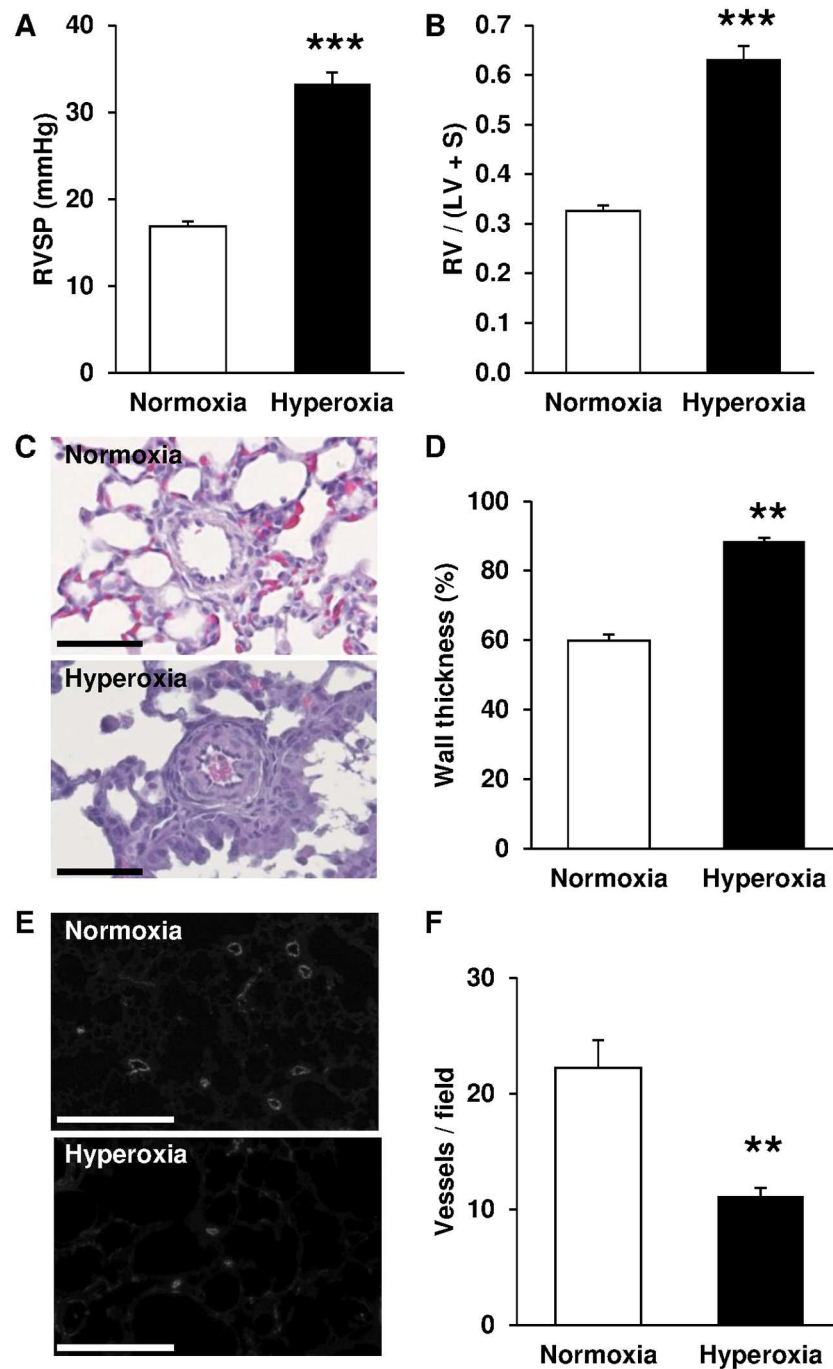 A
RVSP (mmHg)
40
30
20
10
0
***
Normoxia Hyperoxia
B
RV / (LV + S)
0.7
0.6
0.5
0.4
0.3
0.2
0.1
0.0
***
Normoxia Hyperoxia
C
Normoxia
Hyperoxia
D
Wall thickness (%)
100
80
60
40
20
0
**
Normoxia Hyperoxia
E
Normoxia
Hyperoxia
F
Vessels / field
30
20
10
0
**
Normoxia Hyperoxia